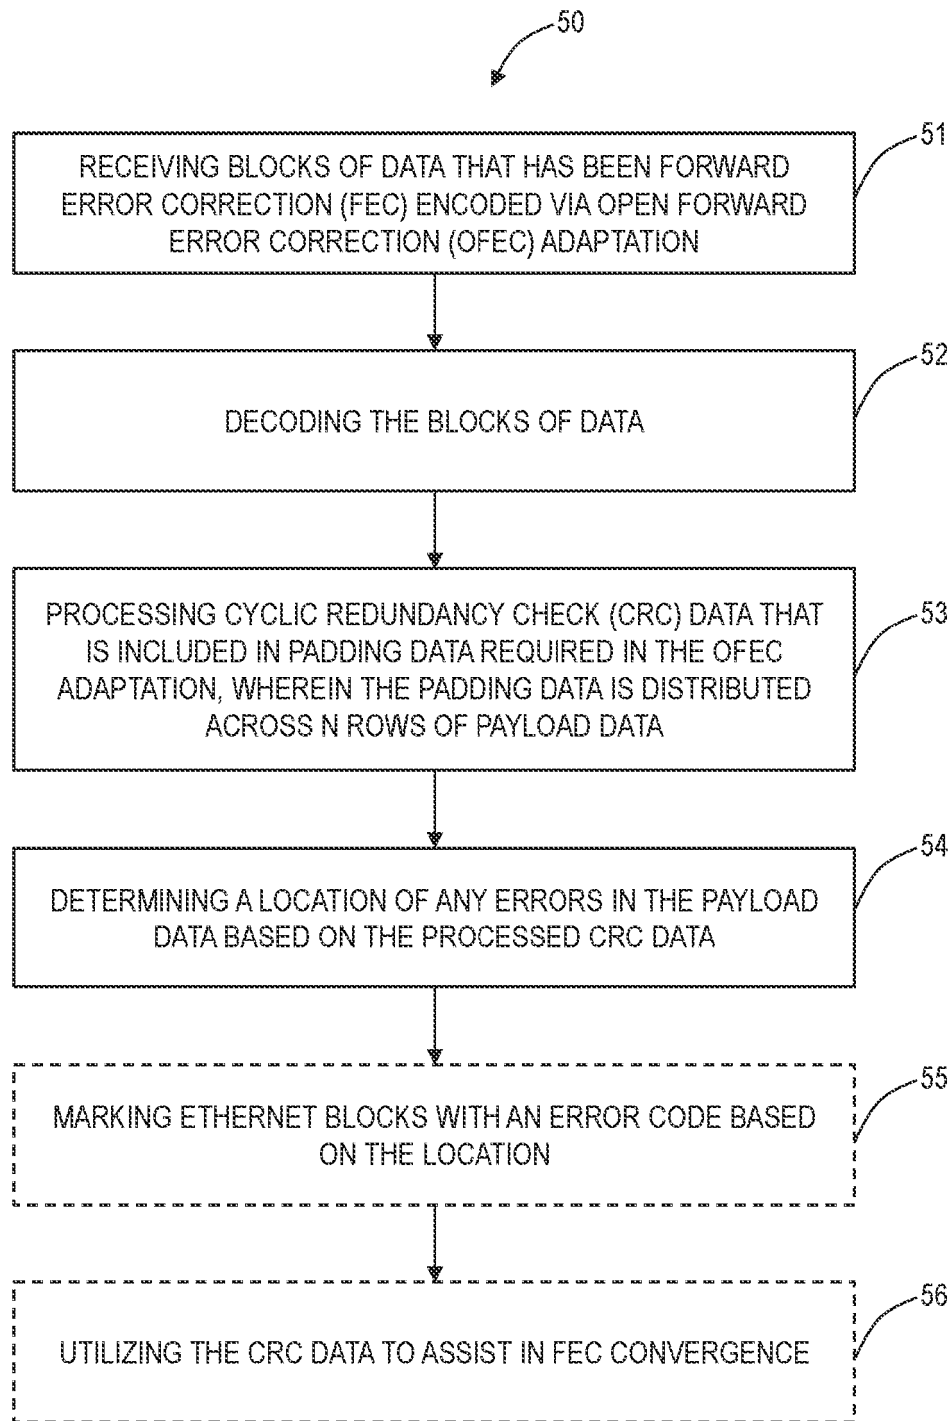 50
51
RECEIVING BLOCKS OF DATA THAT HAS BEEN FORWARD
ERROR CORRECTION (FEC) ENCODED VIA OPEN FORWARD
ERROR CORRECTION (OFEC) ADAPTATION
52
DECODING THE BLOCKS OF DATA
53
PROCESSING CYCLIC REDUNDANCY CHECK (CRC) DATA THAT
IS INCLUDED IN PADDING DATA REQUIRED IN THE OFEC
ADAPTATION, WHEREIN THE PADDING DATA IS DISTRIBUTED
ACROSS N ROWS OF PAYLOAD DATA
54
DETERMINING A LOCATION OF ANY ERRORS IN THE PAYLOAD
DATA BASED ON THE PROCESSED CRC DATA
55
MARKING ETHERNET BLOCKS WITH AN ERROR CODE BASED
ON THE LOCATION
56
UTILIZING THE CRC DATA TO ASSIST IN FEC CONVERGENCE